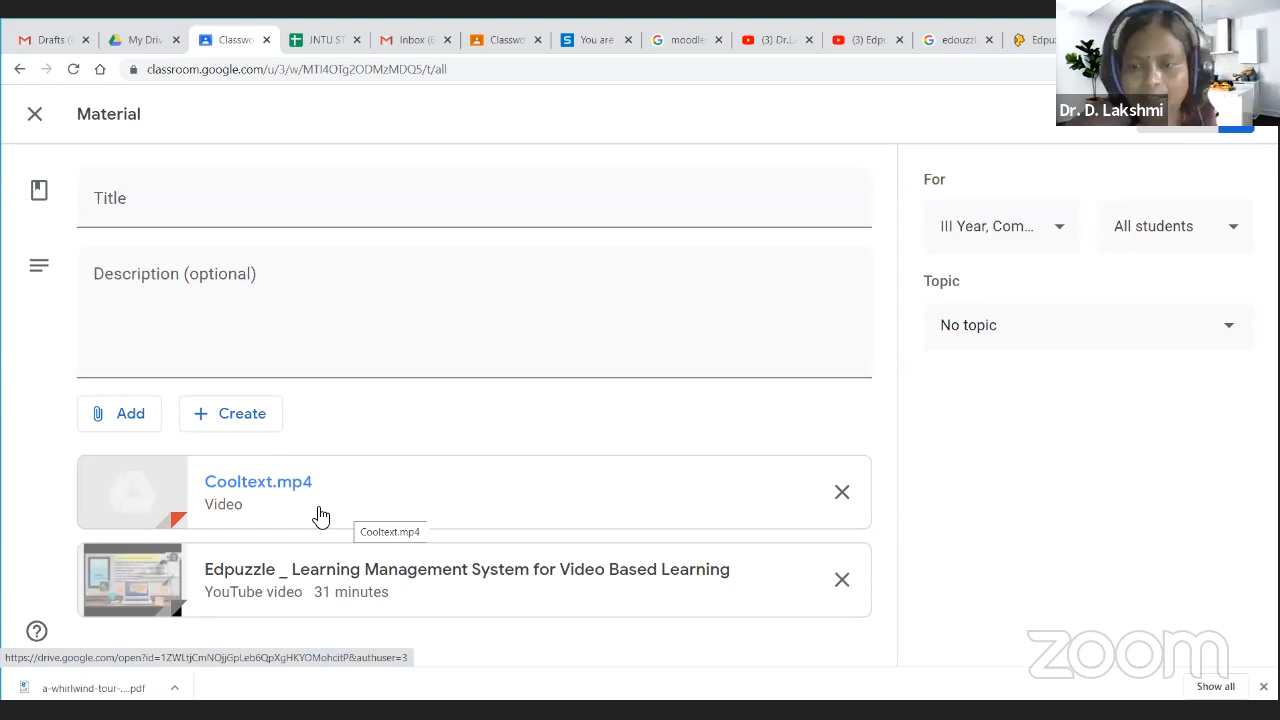 Drafts (
My Driv
Classwo
JNTU ST
Inbox (6
Classwo
You are
moodle
(3) Dr.L
(3) Edpu
edouzzl
Edpuz
classroom.google.com/u/3/w/MTI4OTg2ODMzMDQ5/t/all
Dr. D. Lakshmi
Material
Title
For
III Year, Com...
All students
Description (optional)
Topic
No topic
Add
Create
Cooltext.mp4
Video
Cooltext.mp4
Edpuzzle _ Learning Management System for Video Based Learning
YouTube video 31 minutes
zoom
https://drive.google.com/open?id=1ZWLtjCmNOjjGpLeb6QpXgHKYOMohcitP&authuser=3
a-whirlwind-tour-....pdf
Show all